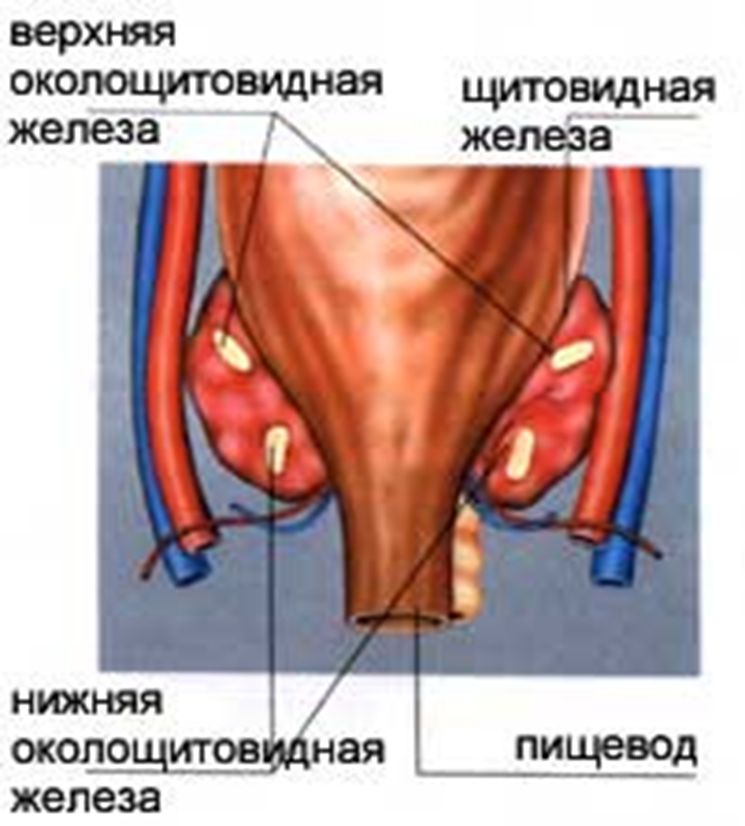 верхняя
околощитовидная
железа
щитовидная
железа
нижняя
околощитовидная
железа
пищевод